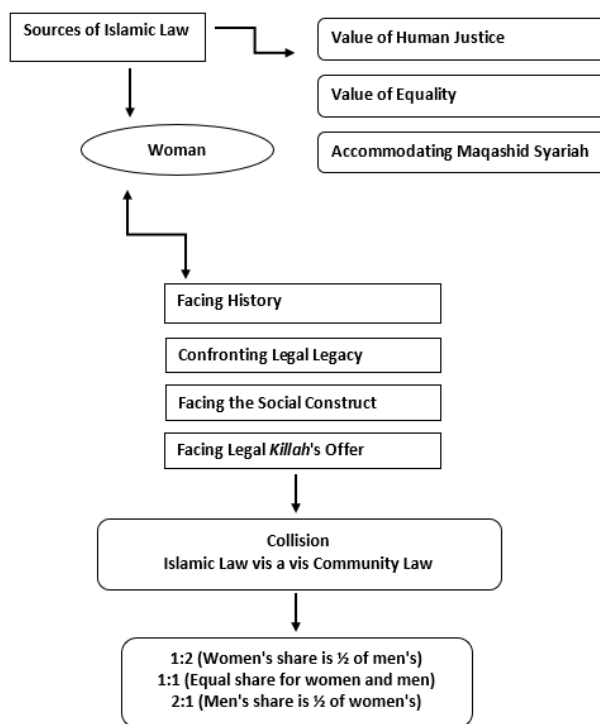 Sources of Islamic Law
Value of Human Justice
Value of Equality
Accommodating Maqashid Syariah
Woman
Facing History
Confronting Legal Legacy
Facing the Social Construct
Facing Legal Killah's Offer
Collision
Islamic Law vis a vis Community Law
1:2 (Women's share is ½ of men's)
1:1 (Equal share for women and men)
2:1 (Men's share is ½ of women's)